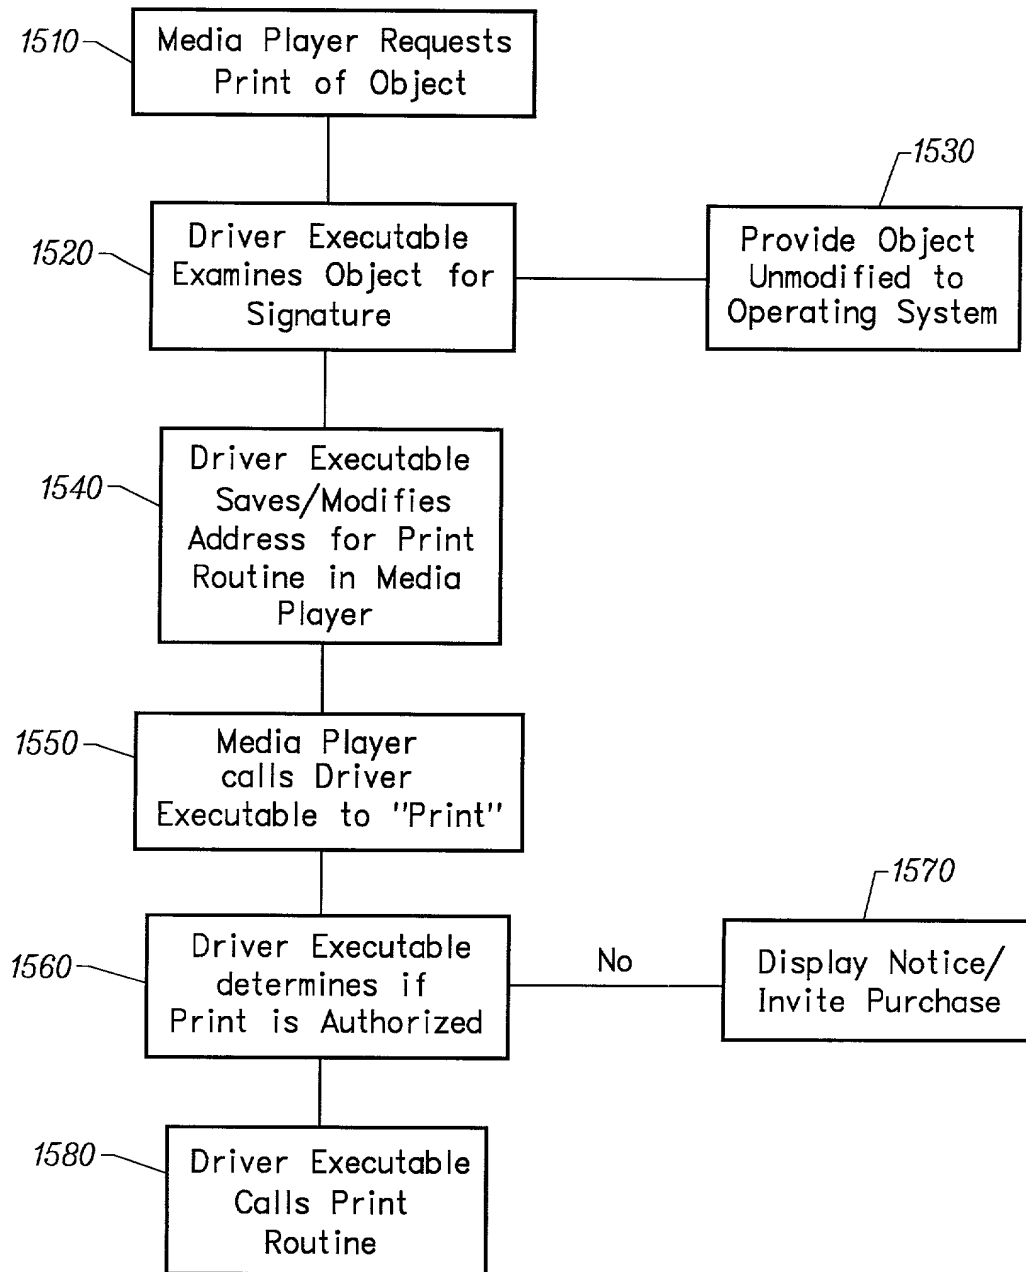 1510
Media Player Requests
Print of Object
1520
Driver Executable
Examines Object for
Signature
1530
Provide Object
Unmodified to
Operating System
1540
Driver Executable
Saves/Modifies
Address for Print
Routine in Media
Player
1550
Media Player
calls Driver
Executable to "Print"
1560
Driver Executable
determines if
Print is Authorized
No
1570
Display Notice/
Invite Purchase
1580
Driver Executable
Calls Print
Routine